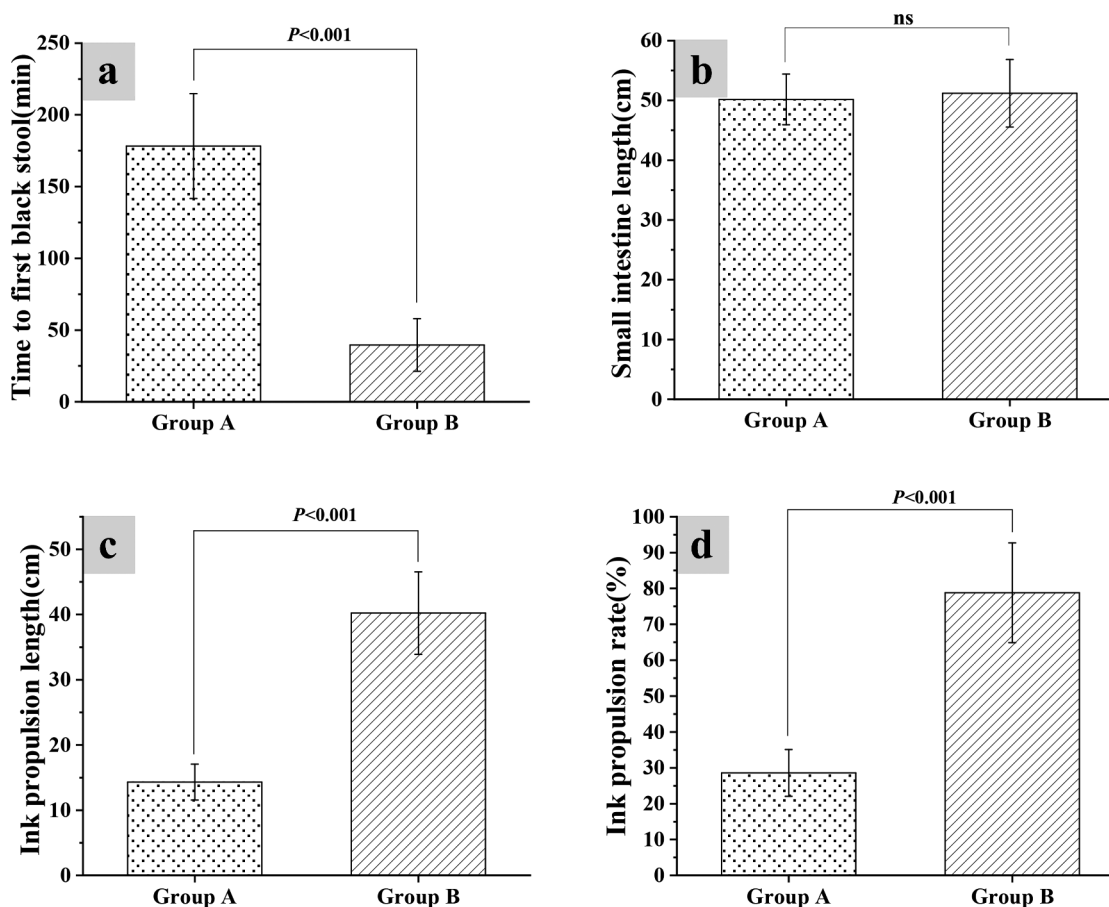 a
P<0.001
Time to first black stool(min)
250
200
150
100
50
0
Group A
Group B
b
ns
Small intestine length(cm)
60
50
40
30
20
10
0
Group A
Group B
c
P<0.001
Ink propulsion length(cm)
50
40
30
20
10
0
Group A
Group B
d
P<0.001
Ink propulsion rate(%)
100
90
80
70
60
50
40
30
20
10
0
Group A
Group B